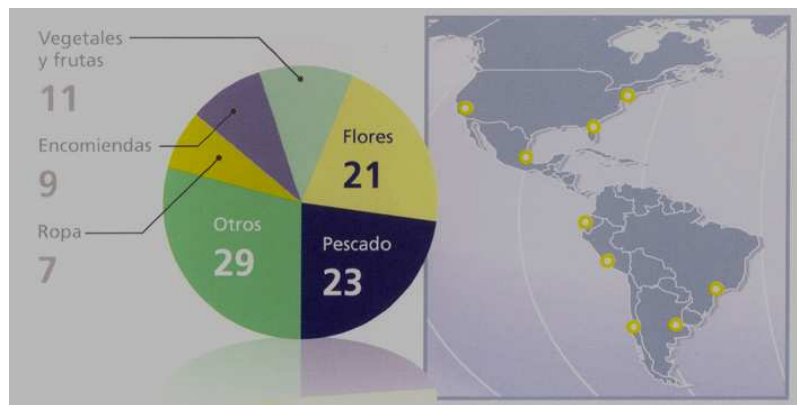 Vegetales
y frutas
11
Encomiendas
9
Ropa
7
Flores
21
Otros
29
Pescado
23